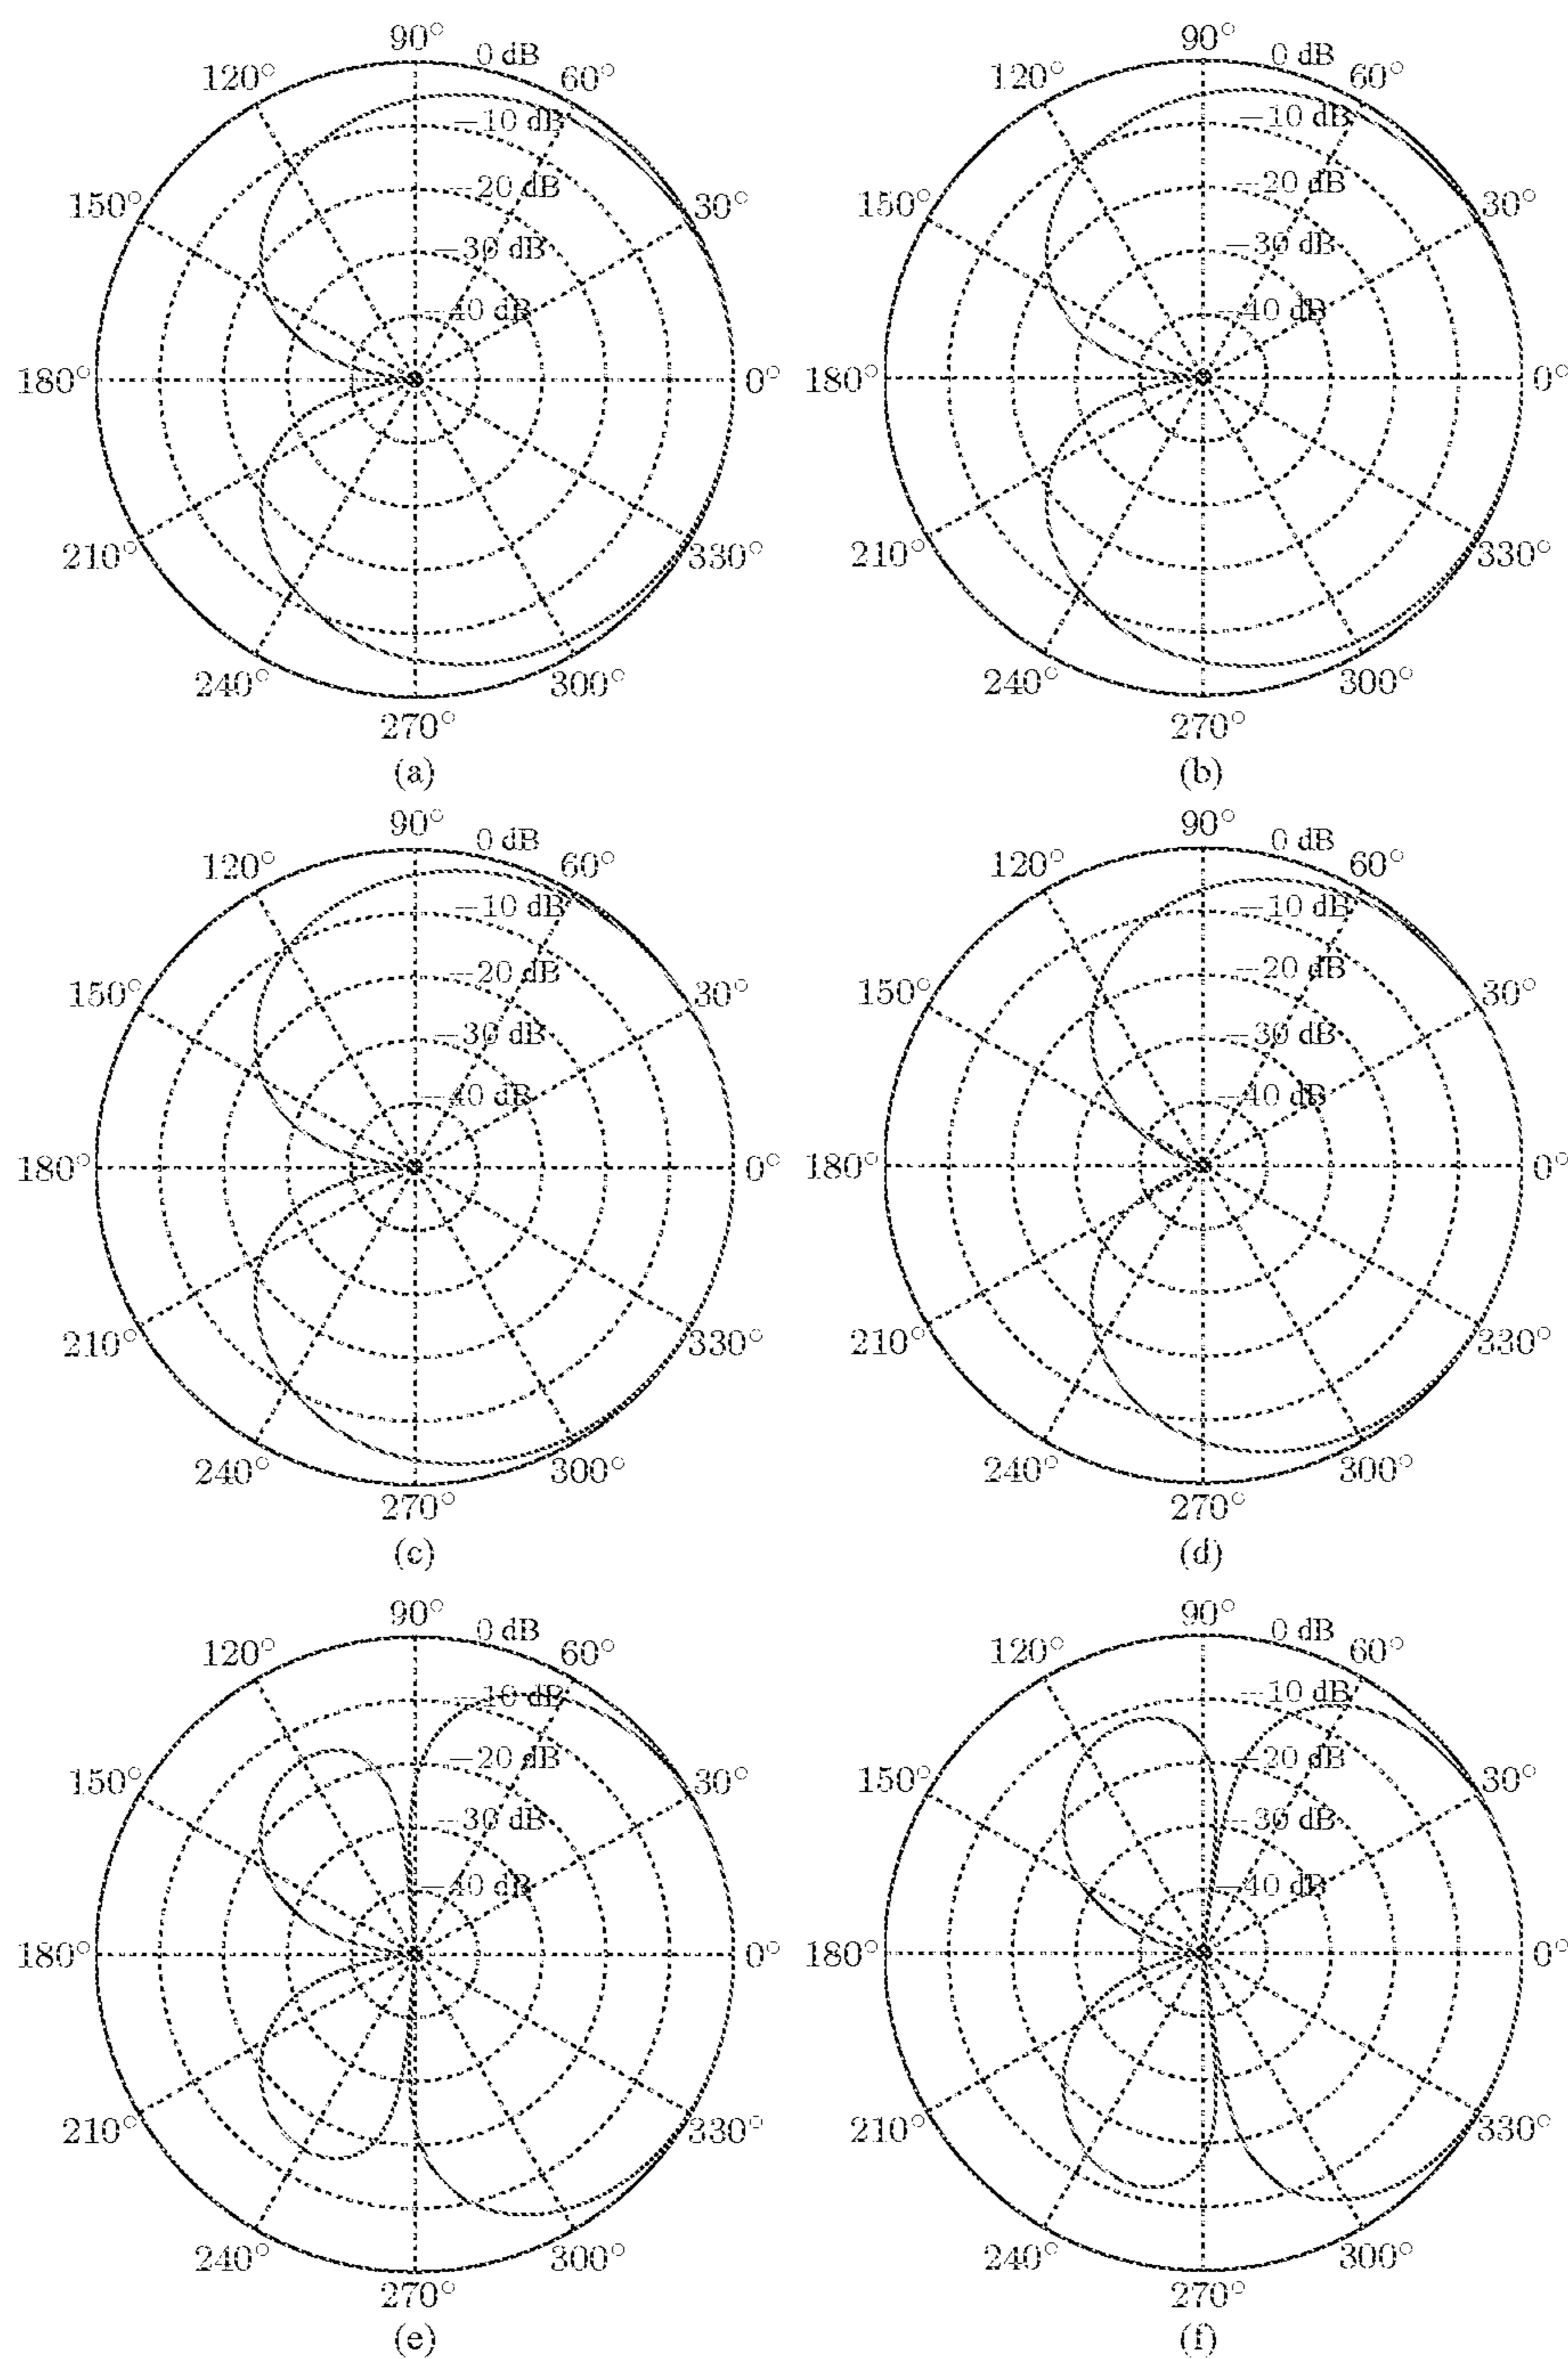 90° 0 dB 90° 0 dB
120° 60° 120° 60°
−10 dB −10 dB
150° −20 dB 30° 150° −20 dB 30°
−30 dB −30 dB
−40 dB −40 dB
180° 0° 180° 0°
210° 330° 210° 330°
240° 300° 240° 300°
270° 270°
(a) (b)
90° 0 dB 90° 0 dB
120° 60° 120° 60°
−10 dB −10 dB
150° −20 dB 30° 150° −20 dB 30°
−30 dB −30 dB
−40 dB −40 dB
180° 0° 180° 0°
210° 330° 210° 330°
240° 300° 240° 300°
270° 270°
(c) (d)
90° 0 dB 90° 0 dB
120° 60° 120° 60°
−10 dB −10 dB
150° −20 dB 30° 150° −20 dB 30°
−30 dB −30 dB
−40 dB −40 dB
180° 0° 180° 0°
210° 330° 210° 330°
240° 300° 240° 300°
270° 270°
(e) (f)